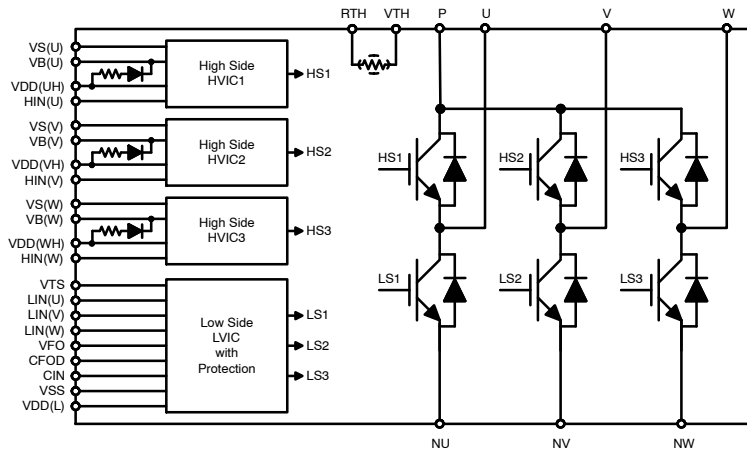 RTH VTH P U V W
VS(U)
VB(U)
VDD(UH)
HIN(U)
High Side
HVIC1
HS1
VS(V)
VB(V)
VDD(VH)
HIN(V)
High Side
HVIC2
HS2
VS(W)
VB(W)
VDD(WH)
HIN(W)
High Side
HVIC3
HS3
VTS
LIN(U)
LIN(V)
LIN(W)
VFO
CFOD
CIN
VSS
VDD(L)
Low Side
LVIC
with
Protection
LS1
LS2
LS3
HS1 HS2 HS3
LS1 LS2 LS3
NU NV NW